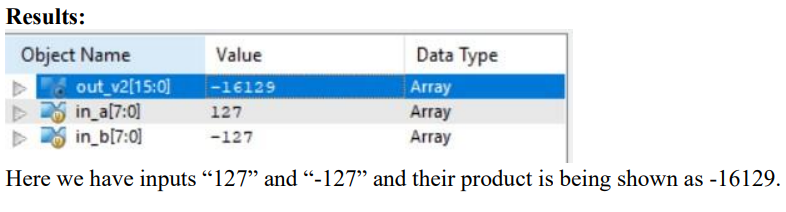 Results:
Object Name Value Data Type
out_v2[15:0] -16129 Array
in_a[7:0] 127 Array
in_b[7:0] -127 Array
Here we have inputs “127” and “-127” and their product is being shown as -16129.